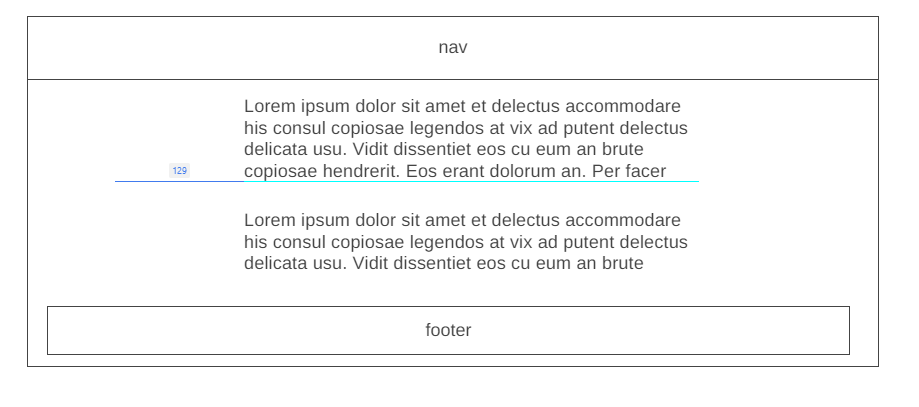 nav
Lorem ipsum dolor sit amet et delectus accommodare
his consul copiosae legendos at vix ad putent delectus
delicata usu. Vidit dissentiet eos cu eum an brute
copiosae hendrerit. Eos erant dolorum an. Per facer
129
Lorem ipsum dolor sit amet et delectus accommodare
his consul copiosae legendos at vix ad putent delectus
delicata usu. Vidit dissentiet eos cu eum an brute
footer